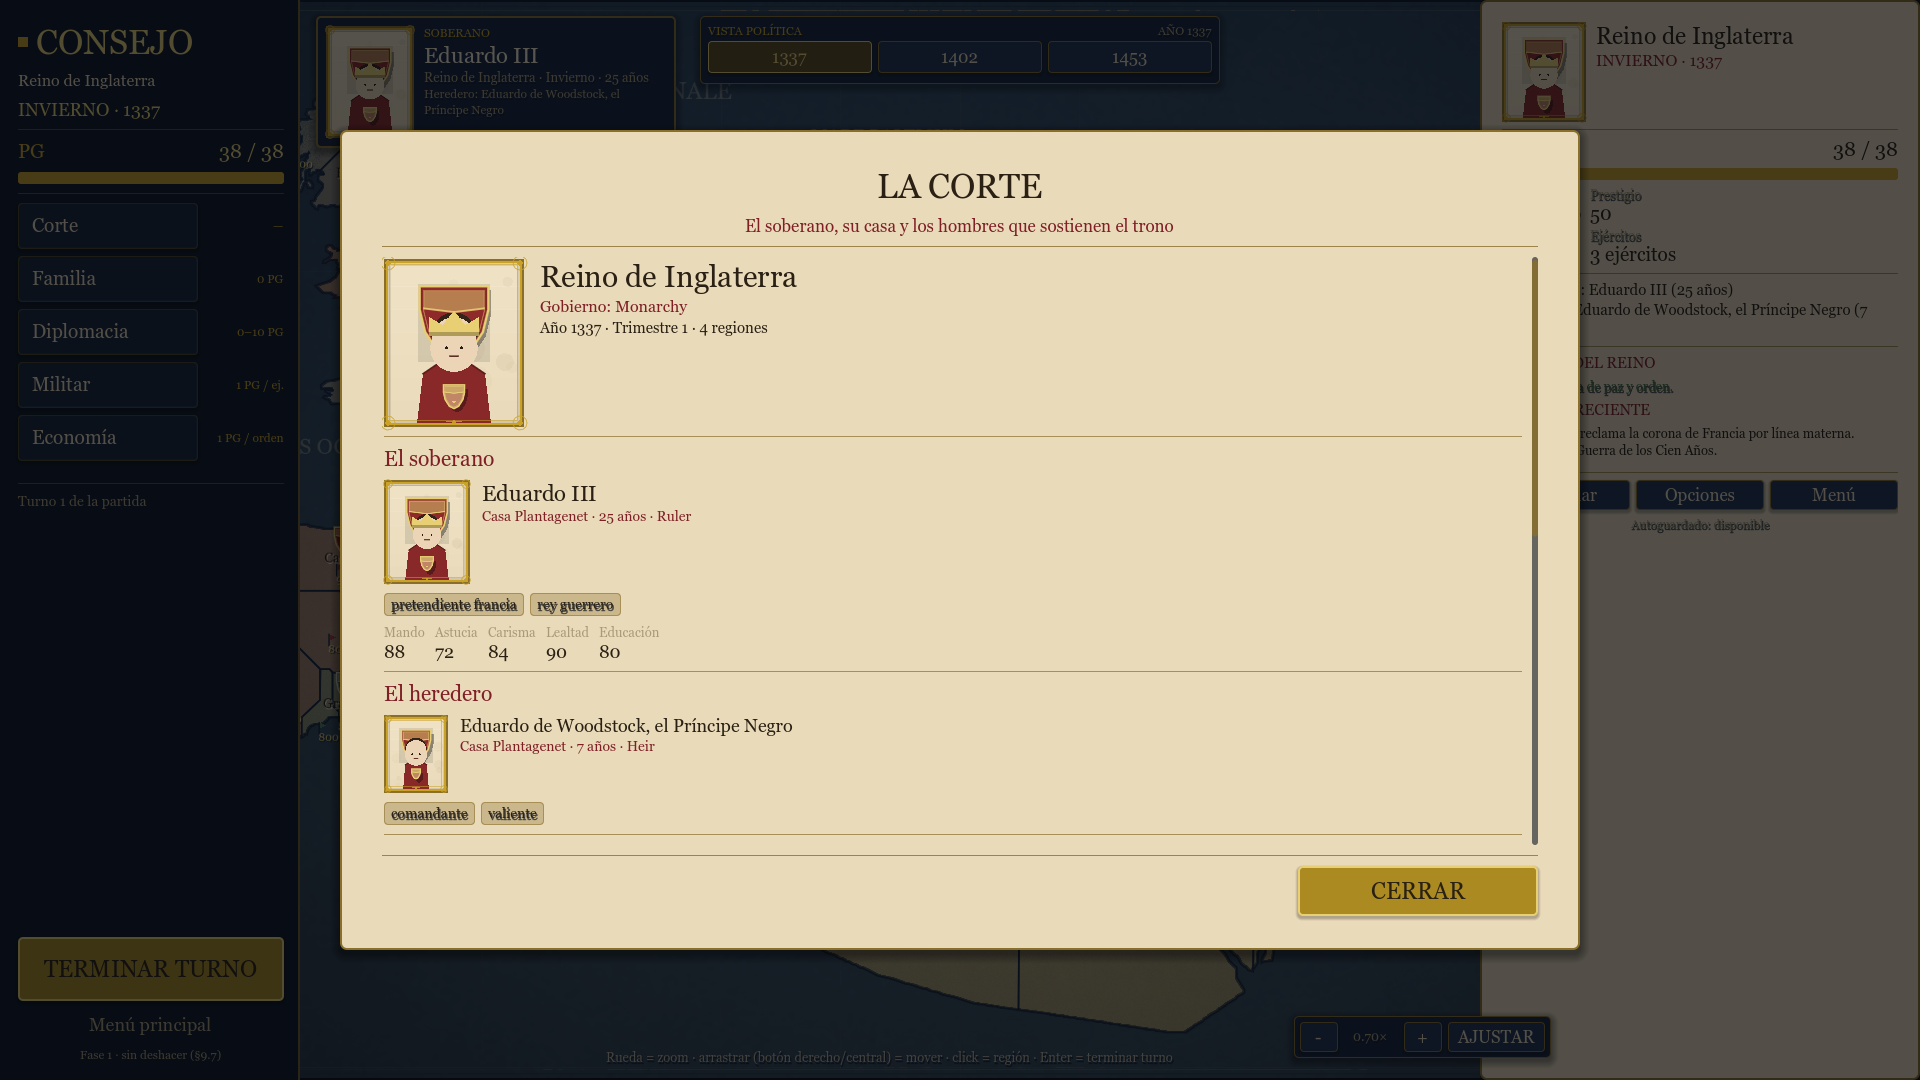 CONSEJO
Reino de Inglaterra
INVIERNO · 1337
PG 38 / 38
Corte –
Familia 0 PG
Diplomacia 0–10 PG
Militar 1 PG / ej.
Economía 1 PG / orden
Turno 1 de la partida
TERMINAR TURNO
Menú principal
Fase 1 · sin deshacer (§9.7)
SOBERANO
Eduardo III
Reino de Inglaterra · Invierno · 25 años
Heredero: Eduardo de Woodstock, el
Príncipe Negro
VISTA POLÍTICA AÑO 1337
1337 1402 1453
NALE
LA CORTE
El soberano, su casa y los hombres que sostienen el trono
Reino de Inglaterra
Gobierno: Monarchy
Año 1337 · Trimestre 1 · 4 regiones
El soberano
Eduardo III
Casa Plantagenet · 25 años · Ruler
pretendiente francia rey guerrero
Mando Astucia Carisma Lealtad Educación
88 72 84 90 80
El heredero
Eduardo de Woodstock, el Príncipe Negro
Casa Plantagenet · 7 años · Heir
comandante valiente
CERRAR
Reino de Inglaterra
INVIERNO · 1337
38 / 38
Prestigio
50
Ejércitos
3 ejércitos
: Eduardo III (25 años)
Eduardo de Woodstock, el Príncipe Negro (7
DEL REINO
de paz y orden.
RECIENTE
reclama la corona de Francia por línea materna.
Guerra de los Cien Años.
ar Opciones Menú
Autoguardado: disponible
S OC
800
- 0.70× + AJUSTAR
Rueda = zoom · arrastrar (botón derecho/central) = mover · click = región · Enter = terminar turno